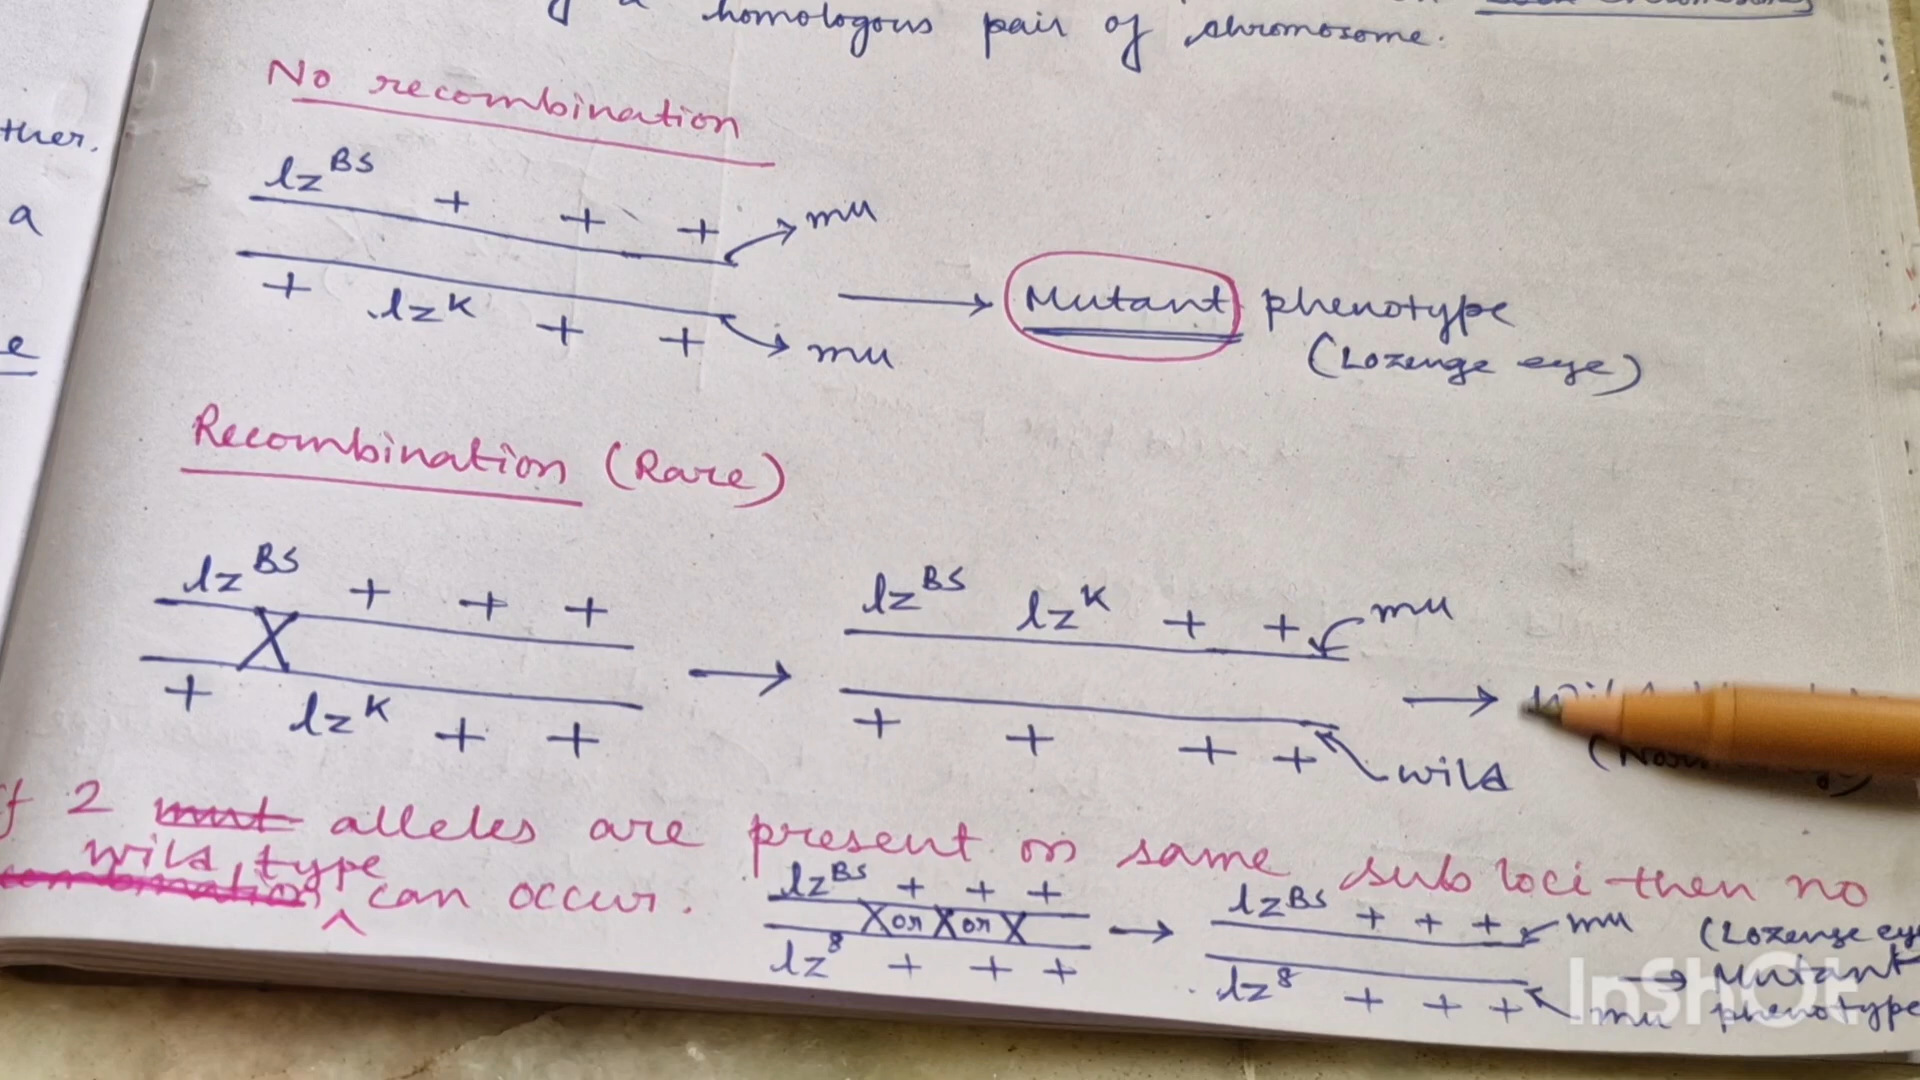 a homologous pair of chromosome.
No recombination
ther.
lz^BS + + + mu
a
+ lz^K + + mu
Mutant phenotype
(Lozenge eye)
e
Recombination (Rare)
lz^BS + + +
X
+ lz^K + +
lz^BS lz^K + + mu
+ + + + wild
f 2 mut alleles are present on same sub loci then no
wild type
combination ^ can occur.
lz^BS + + +
X or X or X
lz^8 + + +
lz^BS + + + mu
lz^8 + + + mu
(Lozenge ey
Mutant
phenotype
InShOt